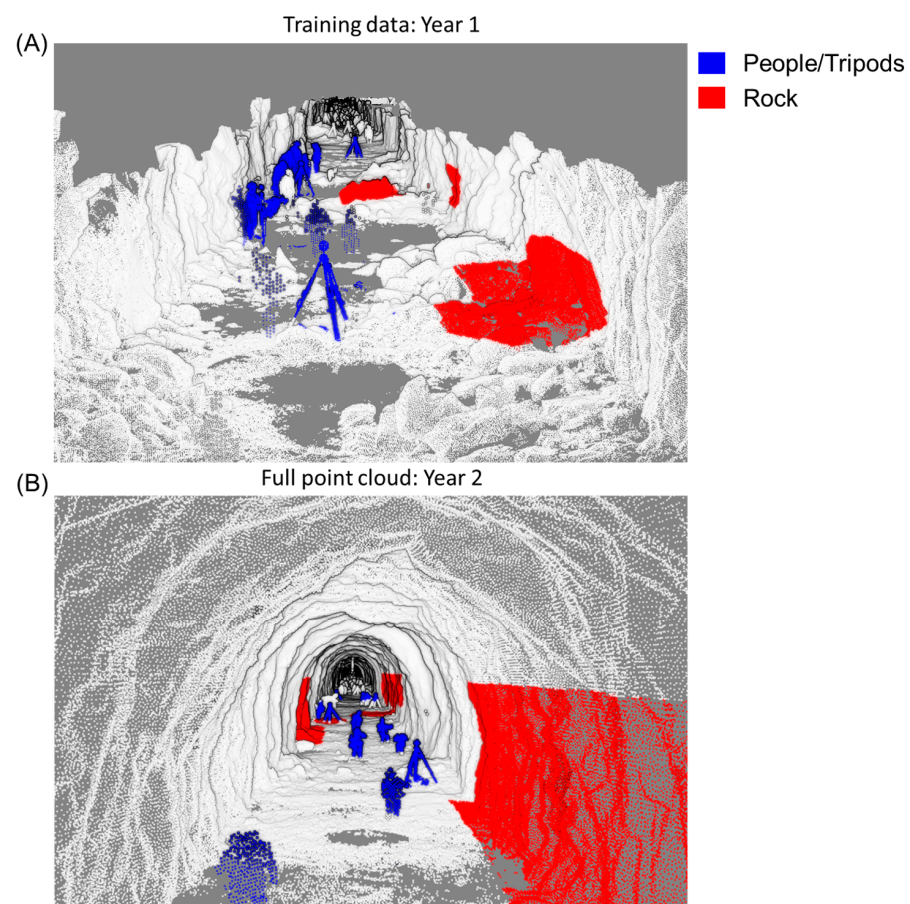 Training data: Year 1
(A)
People/Tripods
Rock
(B)
Full point cloud: Year 2